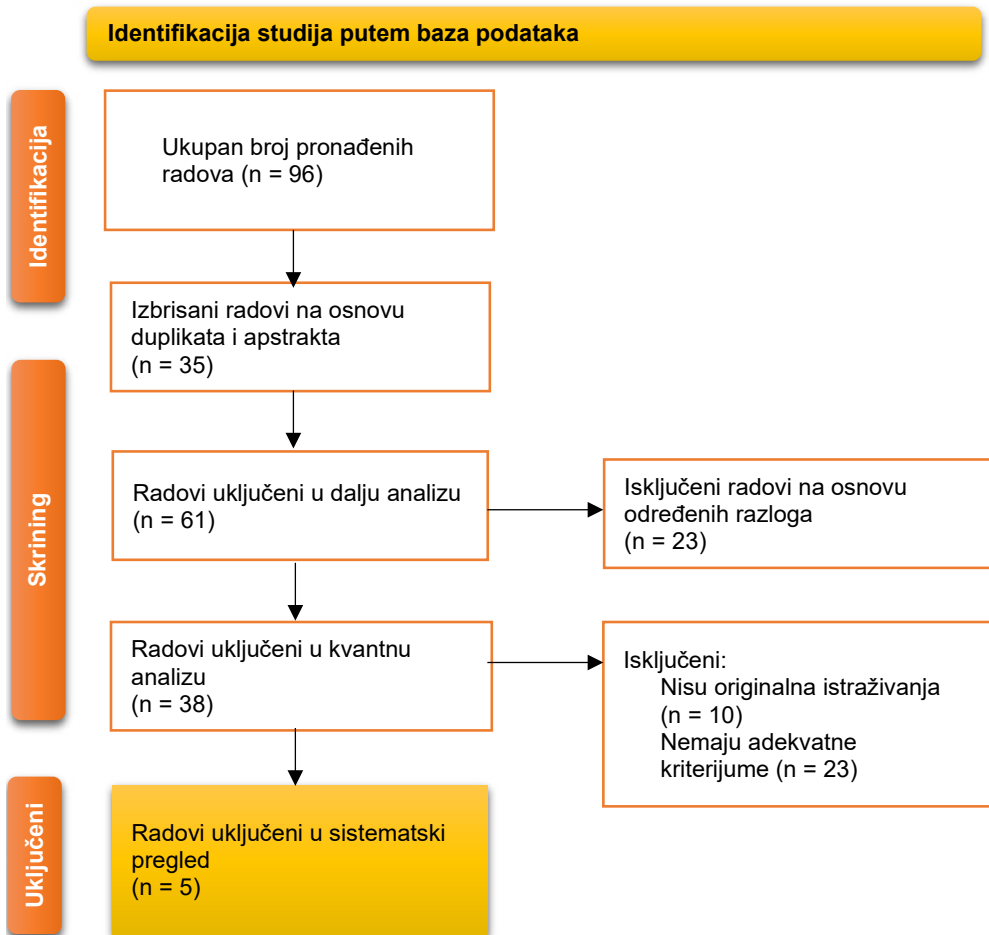 Identifikacija studija putem baza podataka
Identifikacija
Ukupan broj pronađenih
radova (n = 96)
Izbrisani radovi na osnovu
duplikata i apstrakta
(n = 35)
Skrining
Radovi uključeni u dalju analizu
(n = 61)
Isključeni radovi na osnovu
određenih razloga
(n = 23)
Radovi uključeni u kvantnu
analizu
(n = 38)
Isključeni:
Nisu originalna istraživanja
(n = 10)
Nemaju adekvatne
kriterijume (n = 23)
Uključeni
Radovi uključeni u sistematski
pregled
(n = 5)